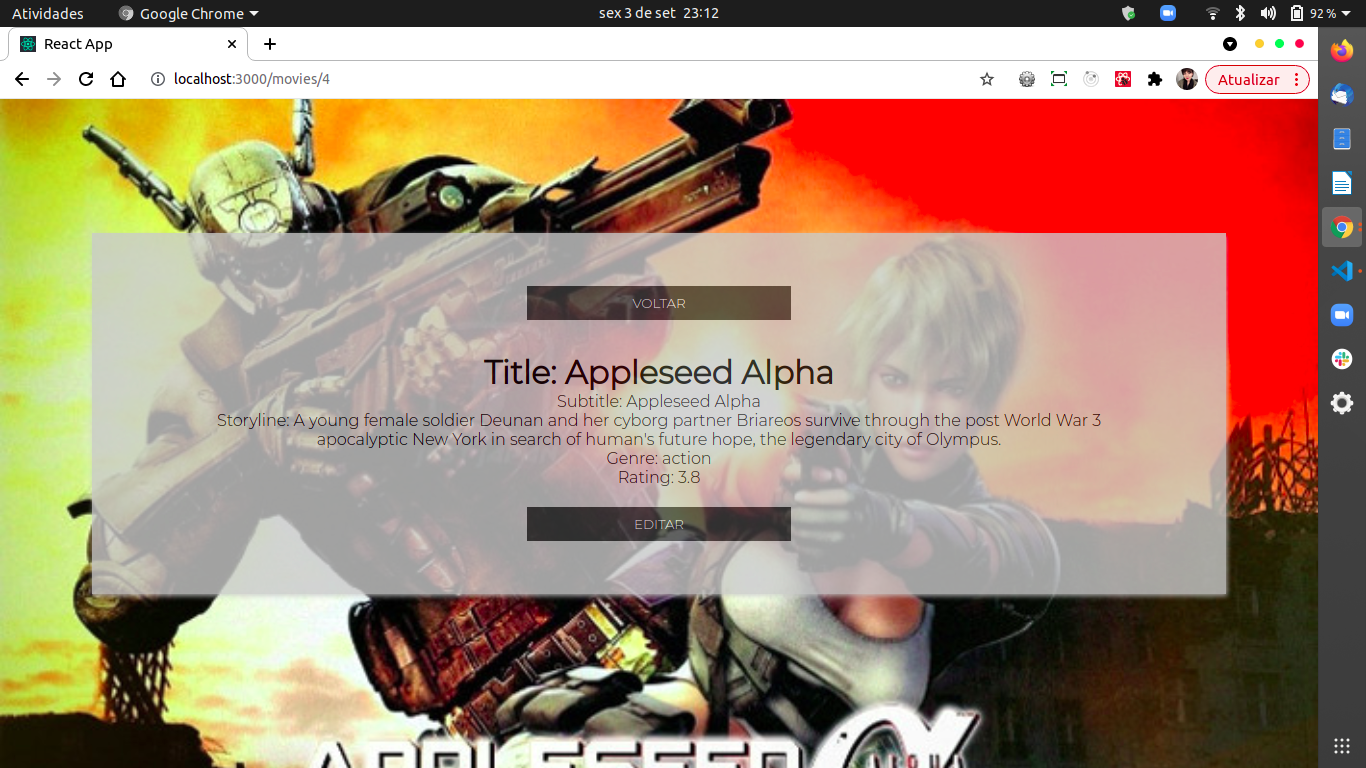 Atividades
Google Chrome
sex 3 de set 23:12
92 %
React App
localhost:3000/movies/4
Atualizar
VOLTAR
Title: Appleseed Alpha
Subtitle: Appleseed Alpha
Storyline: A young female soldier Deunan and her cyborg partner Briareos survive through the post World War 3
apocalyptic New York in search of human's future hope, the legendary city of Olympus.
Genre: action
Rating: 3.8
EDITAR
APPLESEED α
ALPHA